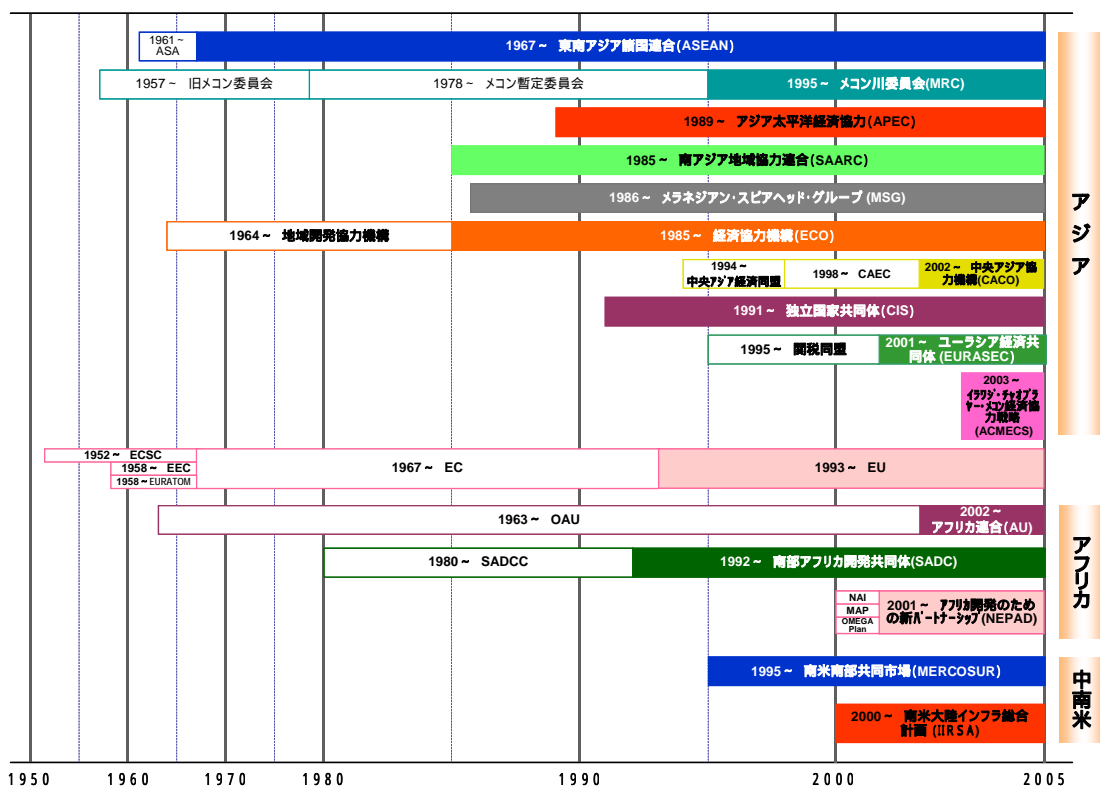 1961～
ASA
1967～ 東南アジア諸国連合(ASEAN)
1957～ 旧メコン委員会
1978～ メコン暫定委員会
1995～ メコン川委員会(MRC)
1989～ アジア太平洋経済協力(APEC)
1985～ 南アジア地域協力連合(SAARC)
1986～ メラネジアン・スピアヘッド・グループ (MSG)
1964～ 地域開発協力機構
1985～ 経済協力機構(ECO)
1994～
中央アジア経済同盟
1998～ CAEC
2002～ 中央アジア協
力機構(CACO)
1991～ 独立国家共同体(CIS)
1995～ 関税同盟
2001～ ユーラシア経済共
同体 (EURASEC)
2003～
イラワジ・チャオプラ
ヤー・メコン経済協
力戦略
(ACMECS)
アジア
1952～ ECSC
1958～ EEC
1958～EURATOM
1967～ EC
1993～ EU
1963～ OAU
2002～
アフリカ連合(AU)
1980～ SADCC
1992～ 南部アフリカ開発共同体(SADC)
NAI
MAP
OMEGA
Plan
2001～ アフリカ開発のため
の新パートナーシップ(NEPAD)
アフリカ
1995～ 南米南部共同市場(MERCOSUR)
2000～ 南米大陸インフラ総合
計画 (IIRSA)
中南米
1950 1960 1970 1980 1990 2000 2005